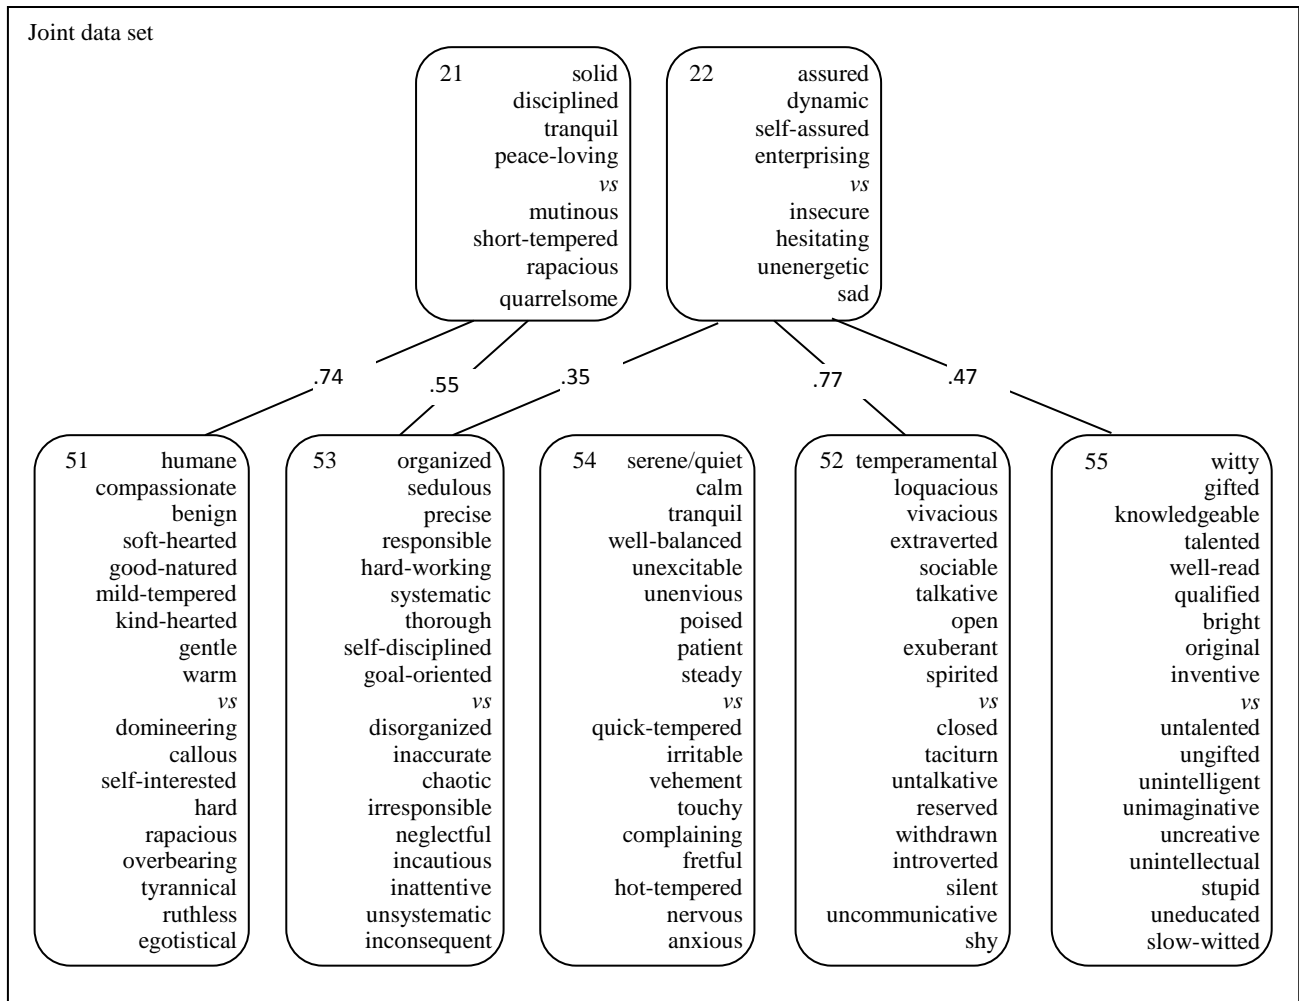 Joint data set
21 solid
disciplined
tranquil
peace-loving
vs
mutinous
short-tempered
rapacious
quarrelsome
22 assured
dynamic
self-assured
enterprising
vs
insecure
hesitating
unenergetic
sad
.74
.55
.35
.77
.47
51 humane
compassionate
benign
soft-hearted
good-natured
mild-tempered
kind-hearted
gentle
warm
vs
domineering
callous
self-interested
hard
rapacious
overbearing
tyrannical
ruthless
egotistical
53 organized
sedulous
precise
responsible
hard-working
systematic
thorough
self-disciplined
goal-oriented
vs
disorganized
inaccurate
chaotic
irresponsible
neglectful
incautious
inattentive
unsystematic
inconsequent
54 serene/quiet
calm
tranquil
well-balanced
unexcitable
unenvious
poised
patient
steady
vs
quick-tempered
irritable
vehement
touchy
complaining
fretful
hot-tempered
nervous
anxious
52 temperamental
loquacious
vivacious
extraverted
sociable
talkative
open
exuberant
spirited
vs
closed
taciturn
untalkative
reserved
withdrawn
introverted
silent
uncommunicative
shy
55 witty
gifted
knowledgeable
talented
well-read
qualified
bright
original
inventive
vs
untalented
ungifted
unintelligent
unimaginative
uncreative
unintellectual
stupid
uneducated
slow-witted